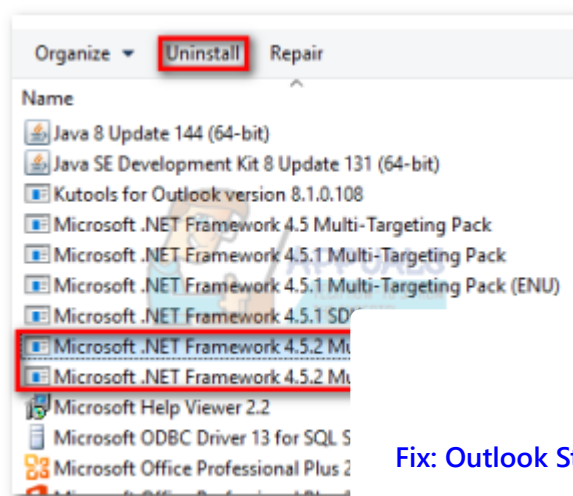 Organize Uninstall Repair
Name
Java 8 Update 144 (64-bit)
Java SE Development Kit 8 Update 131 (64-bit)
Kutools for Outlook version 8.1.0.108
Microsoft .NET Framework 4.5 Multi-Targeting Pack
Microsoft .NET Framework 4.5.1 Multi-Targeting Pack
Microsoft .NET Framework 4.5.1 Multi-Targeting Pack (ENU)
Microsoft .NET Framework 4.5.1
Microsoft .NET Framework 4.5.2
Microsoft .NET Framework 4.5.2
Microsoft Help Viewer 2.2
Microsoft ODBC Driver 13 for SQL
Microsoft Office Professional Plus
Fix: Outlook
APPUALS